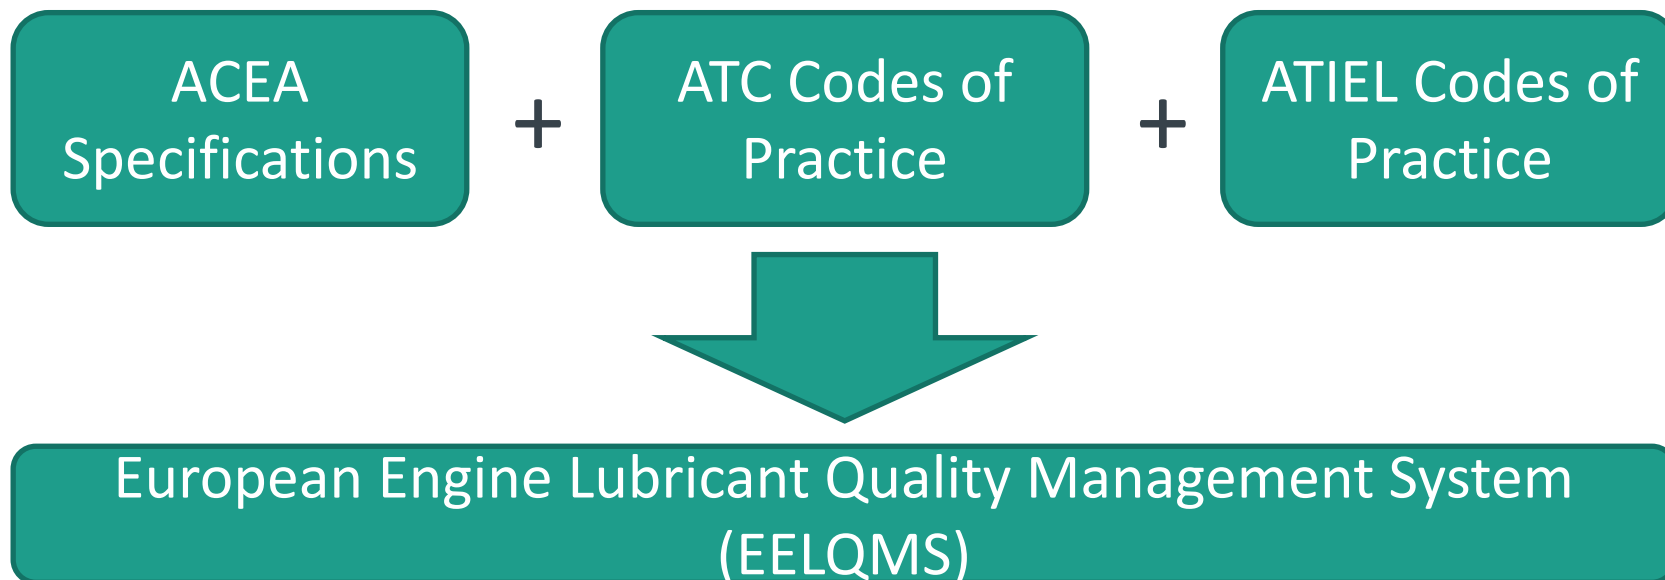 ACEA
Specifications
+
ATC Codes of
Practice
+
ATIEL Codes of
Practice
European Engine Lubricant Quality Management System
(EELQMS)